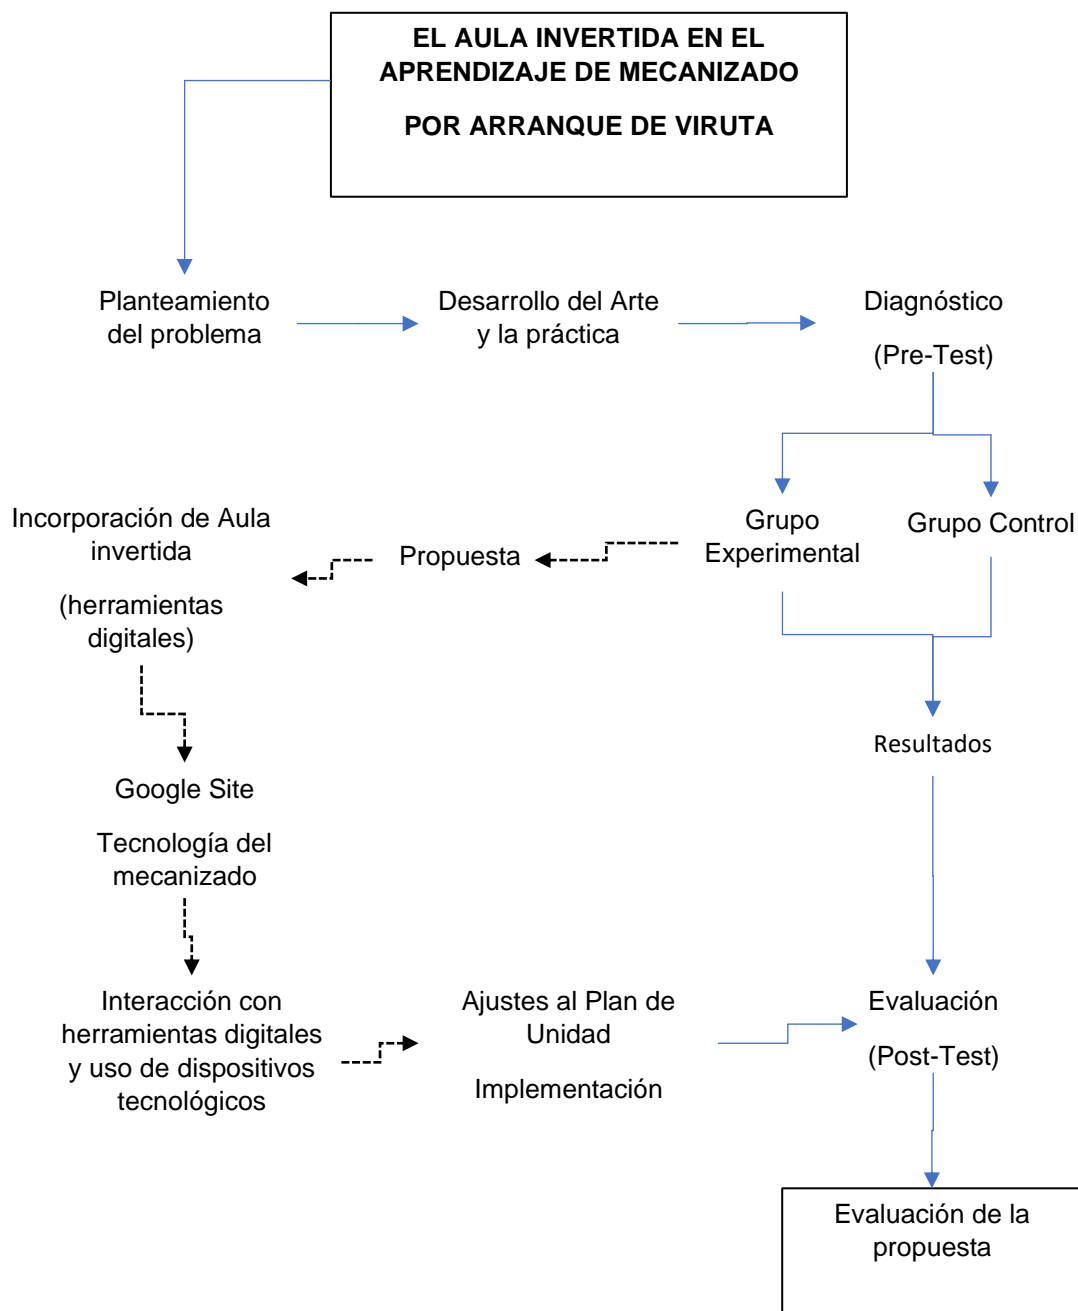 EL AULA INVERTIDA EN EL
APRENDIZAJE DE MECANIZADO
POR ARRANQUE DE VIRUTA
Planteamiento
del problema
Desarrollo del Arte
y la práctica
Diagnóstico
(Pre-Test)
Incorporación de Aula
invertida
(herramientas
digitales)
Propuesta
Grupo
Experimental
Grupo Control
Resultados
Google Site
Tecnología del
mecanizado
Interacción con
herramientas digitales
y uso de dispositivos
tecnológicos
Ajustes al Plan de
Unidad
Implementación
Evaluación
(Post-Test)
Evaluación de la
propuesta